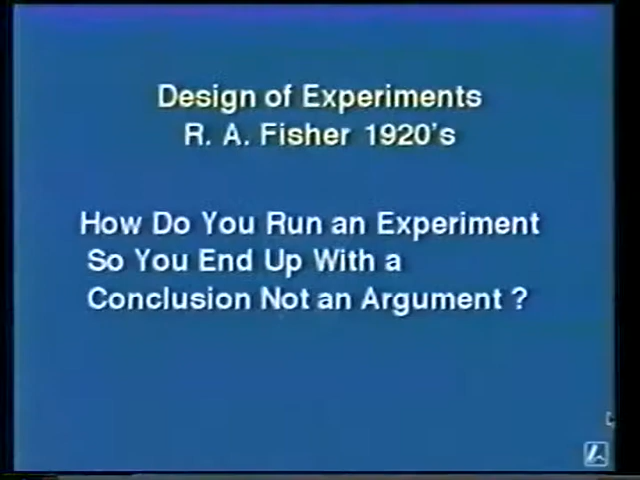 Design of Experiments
R. A. Fisher 1920's
How Do You Run an Experiment
So You End Up With a
Conclusion Not an Argument ?